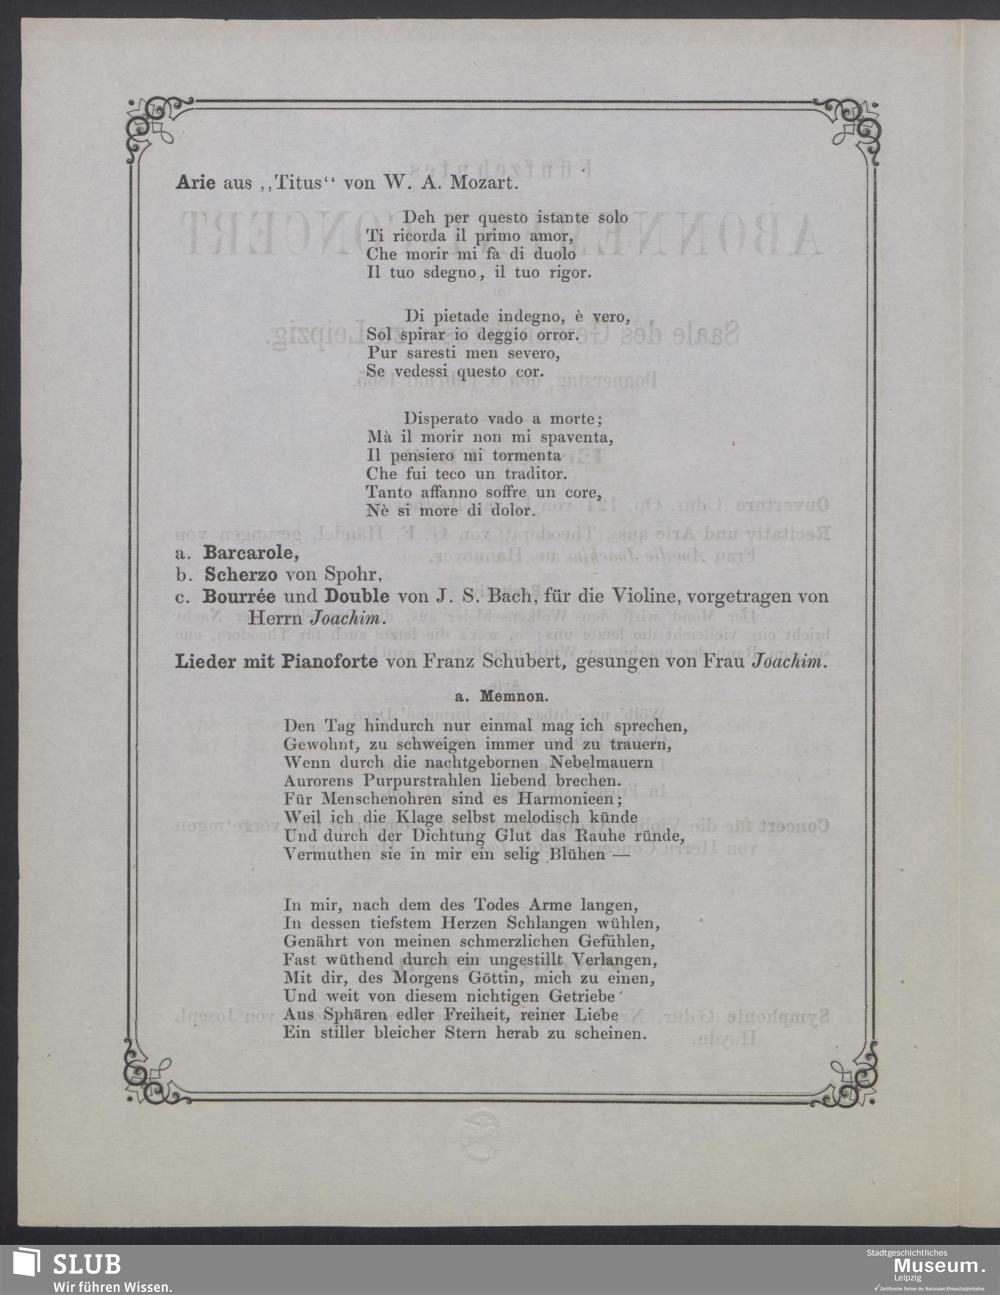 Arie aus ,,Titus“ von W. A. Mozart.
Deh per questo istante solo
Ti ricorda il primo amor,
Che morir mi fà di duolo
Il tuo sdegno, il tuo rigor.
Di pietade indegno, è vero,
Sol spirar io deggio orror.
Pur saresti men severo,
Se vedessi questo cor.
Disperato vado a morte;
Mà il morir non mi spaventa,
Il pensiero mi tormenta
Che fui teco un traditor.
Tanto affanno soffre un core,
Nè si more di dolor.
a. Barcarole,
b. Scherzo von Spohr,
c. Bourrée und Double von J. S. Bach, für die Violine, vorgetragen von
Herrn Joachim.
Lieder mit Pianoforte von Franz Schubert, gesungen von Frau Joachim.
a. Memnon.
Den Tag hindurch nur einmal mag ich sprechen,
Gewohnt, zu schweigen immer und zu trauern,
Wenn durch die nachtgebornen Nebelmauern
Aurorens Purpurstrahlen liebend brechen.
Für Menschenohren sind es Harmonieen;
Weil ich die Klage selbst melodisch künde
Und durch der Dichtung Glut das Rauhe ründe,
Vermuthen sie in mir ein selig Blühen —
In mir, nach dem des Todes Arme langen,
In dessen tiefstem Herzen Schlangen wühlen,
Genährt von meinen schmerzlichen Gefühlen,
Fast wüthend durch ein ungestillt Verlangen,
Mit dir, des Morgens Göttin, mich zu einen,
Und weit von diesem nichtigen Getriebe
Aus Sphären edler Freiheit, reiner Liebe
Ein stiller bleicher Stern herab zu scheinen.
SLUB
Wir führen Wissen.
Stadtgeschichtliches
Museum.
Leipzig
Zertifizierter Partner der Nationalen Klimaschutzinitiative